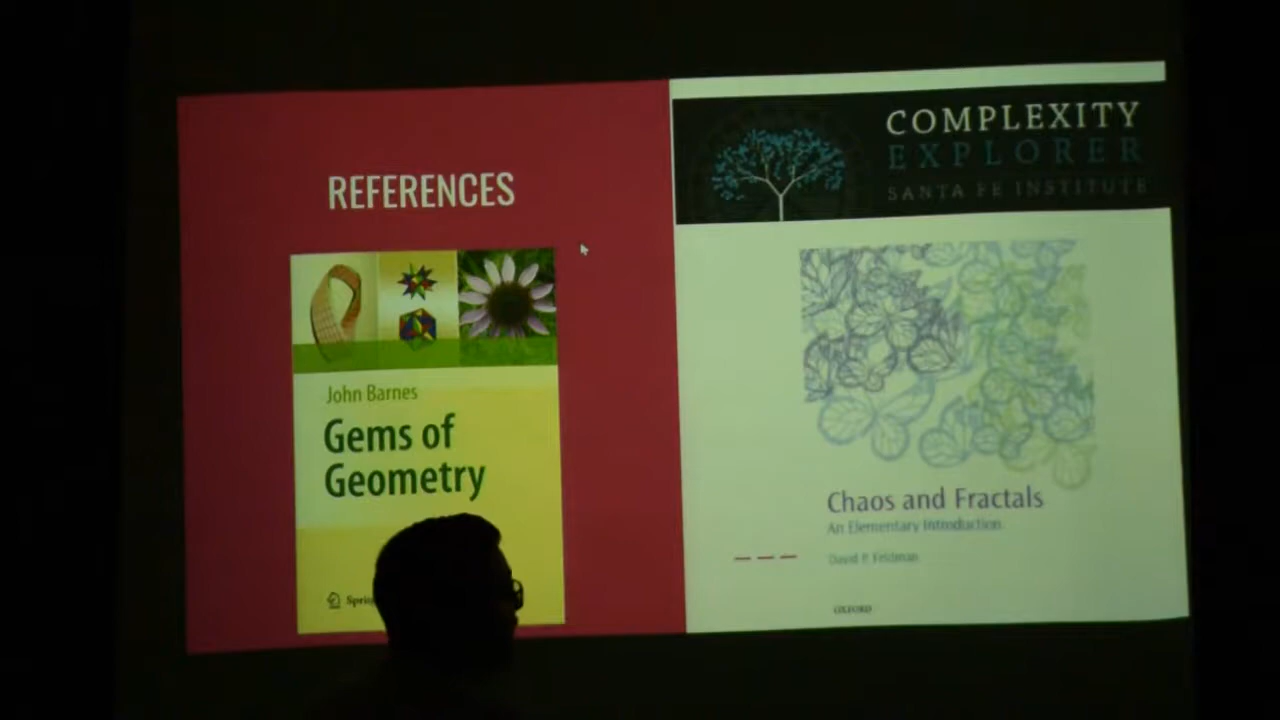 REFERENCES
John Barnes
Gems of
Geometry
COMPLEXITY
EXPLORER
SANTA FE INSTITUTE
Chaos and Fractals
An Elementary Introduction
David P. Feldman
OXFORD